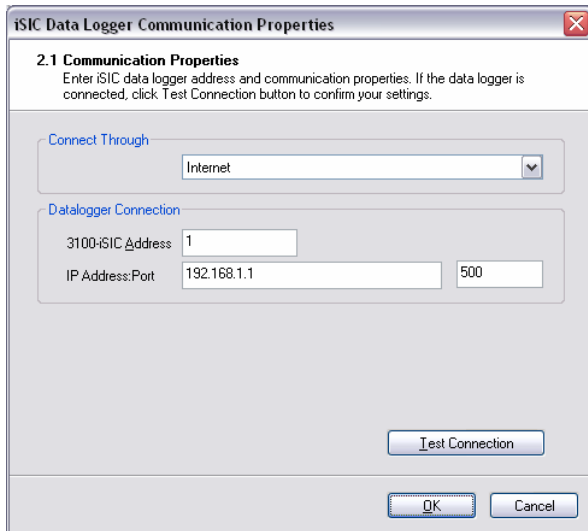 iSIC Data Logger Communication Properties
2.1 Communication Properties
Enter iSIC data logger address and communication properties. If the data logger is
connected, click Test Connection button to confirm your settings.
Connect Through
Internet
Datalogger Connection
3100-iSIC Address 1
IP Address:Port 192.168.1.1 500
Test Connection
OK Cancel